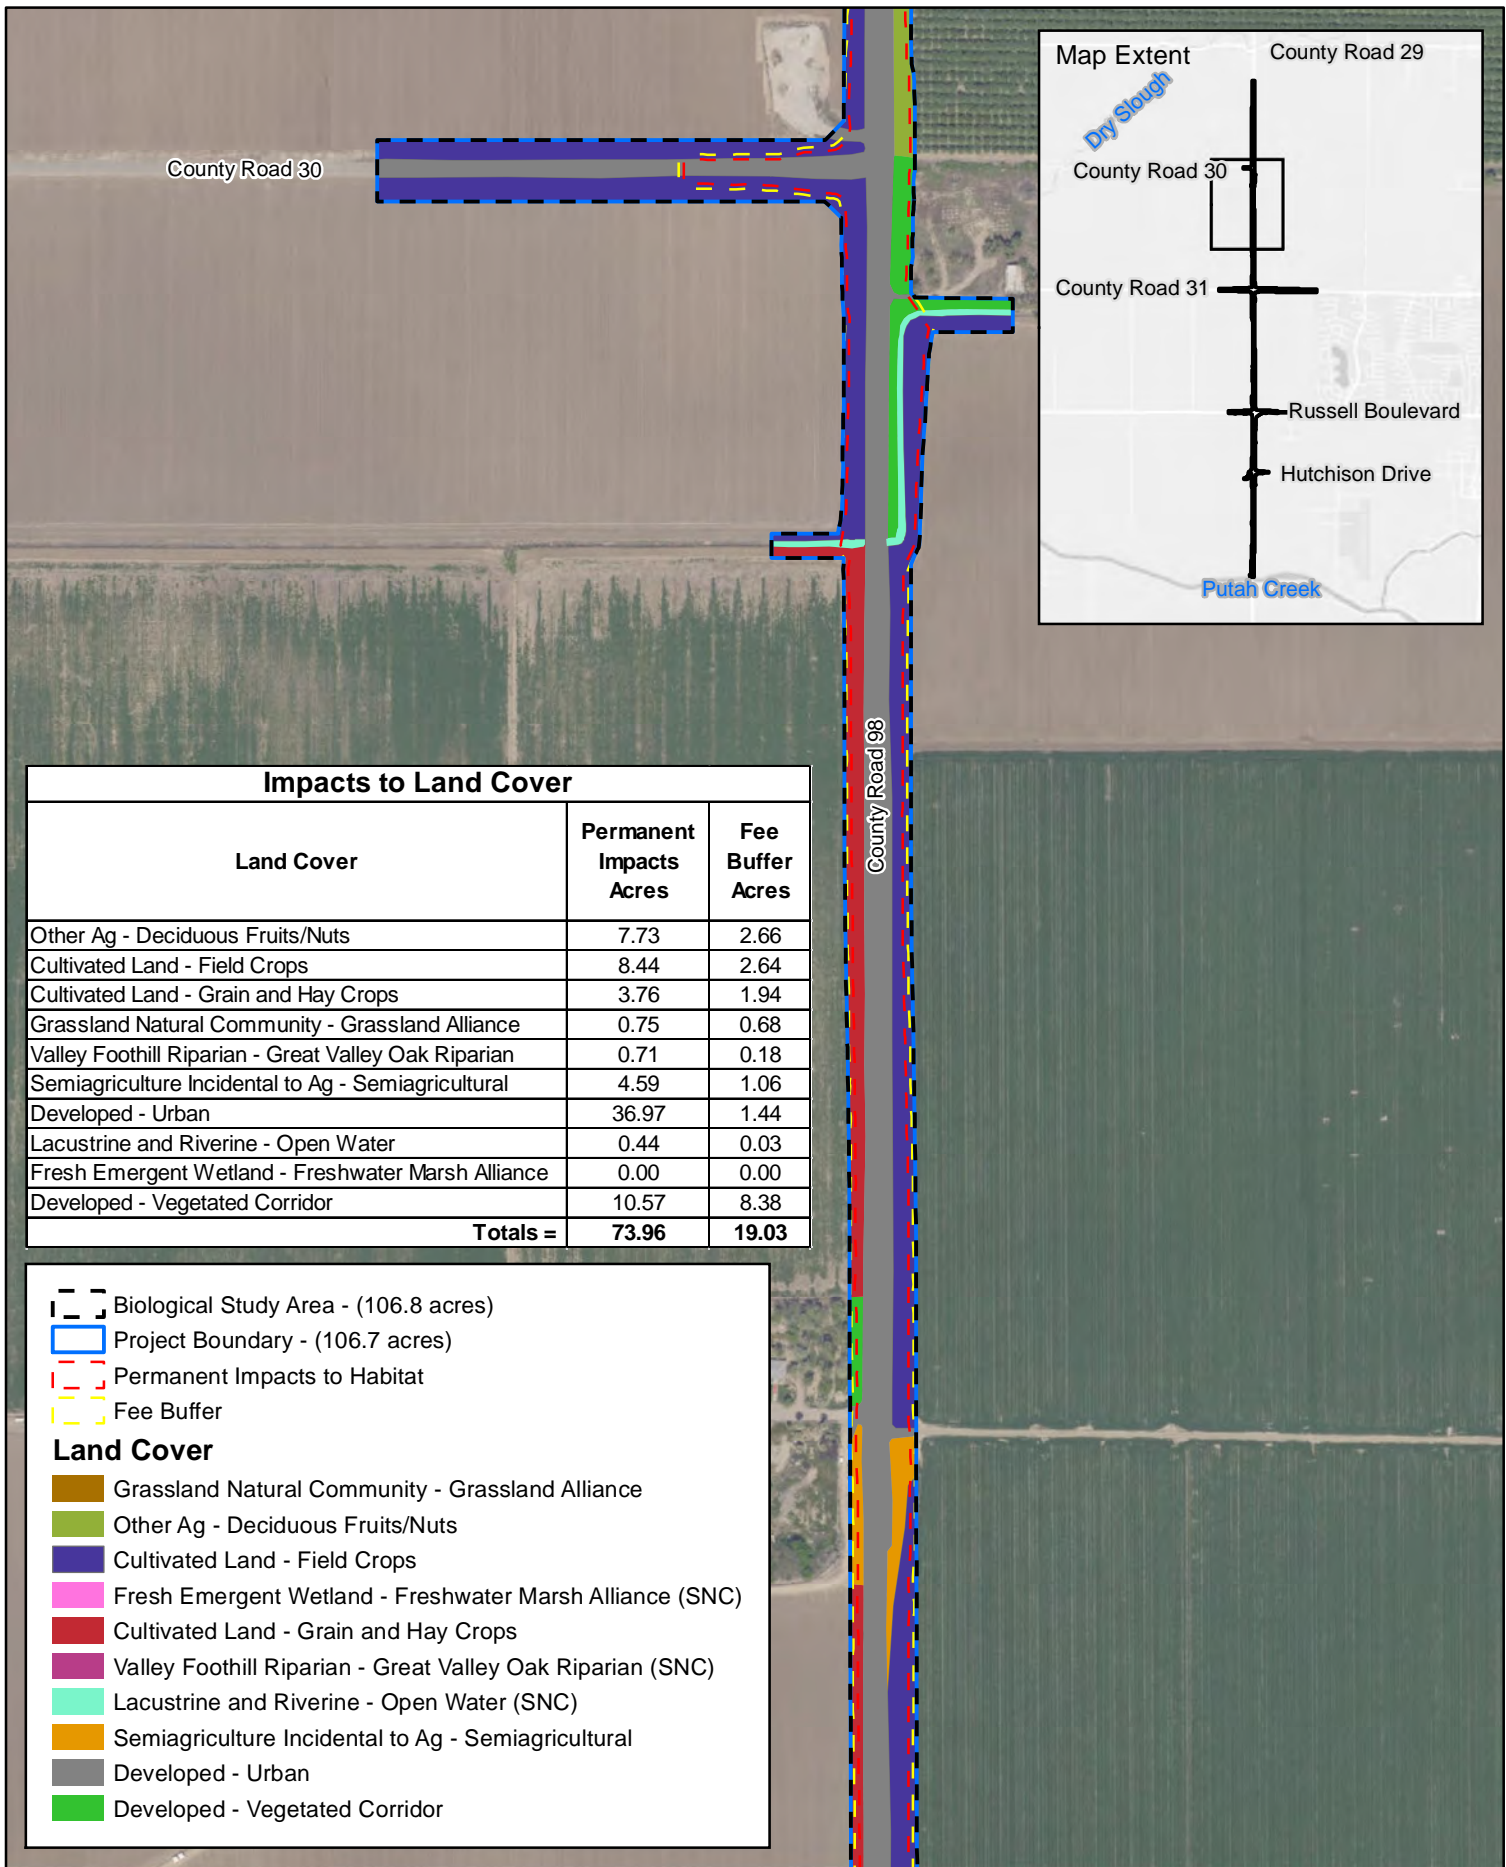 Map Extent
County Road 29
Dry Slough
County Road 30
County Road 31
Russell Boulevard
Hutchison Drive
Putah Creek
County Road 30
County Road 98
Impacts to Land Cover
Land Cover Permanent Impacts Acres Fee Buffer Acres
Other Ag - Deciduous Fruits/Nuts 7.73 2.66
Cultivated Land - Field Crops 8.44 2.64
Cultivated Land - Grain and Hay Crops 3.76 1.94
Grassland Natural Community - Grassland Alliance 0.75 0.68
Valley Foothill Riparian - Great Valley Oak Riparian 0.71 0.18
Semiagriculture Incidental to Ag - Semiagricultural 4.59 1.06
Developed - Urban 36.97 1.44
Lacustrine and Riverine - Open Water 0.44 0.03
Fresh Emergent Wetland - Freshwater Marsh Alliance 0.00 0.00
Developed - Vegetated Corridor 10.57 8.38
Totals = 73.96 19.03
Biological Study Area - (106.8 acres)
Project Boundary - (106.7 acres)
Permanent Impacts to Habitat
Fee Buffer
Land Cover
Grassland Natural Community - Grassland Alliance
Other Ag - Deciduous Fruits/Nuts
Cultivated Land - Field Crops
Fresh Emergent Wetland - Freshwater Marsh Alliance (SNC)
Cultivated Land - Grain and Hay Crops
Valley Foothill Riparian - Great Valley Oak Riparian (SNC)
Lacustrine and Riverine - Open Water (SNC)
Semiagriculture Incidental to Ag - Semiagricultural
Developed - Urban
Developed - Vegetated Corridor